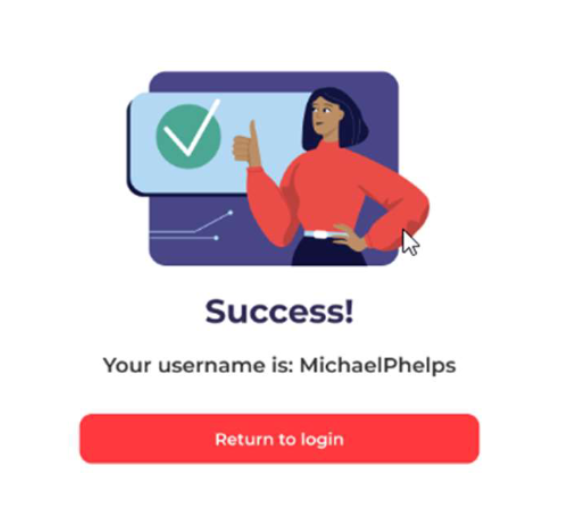 Success!
Your username is: MichaelPhelps
Return to login